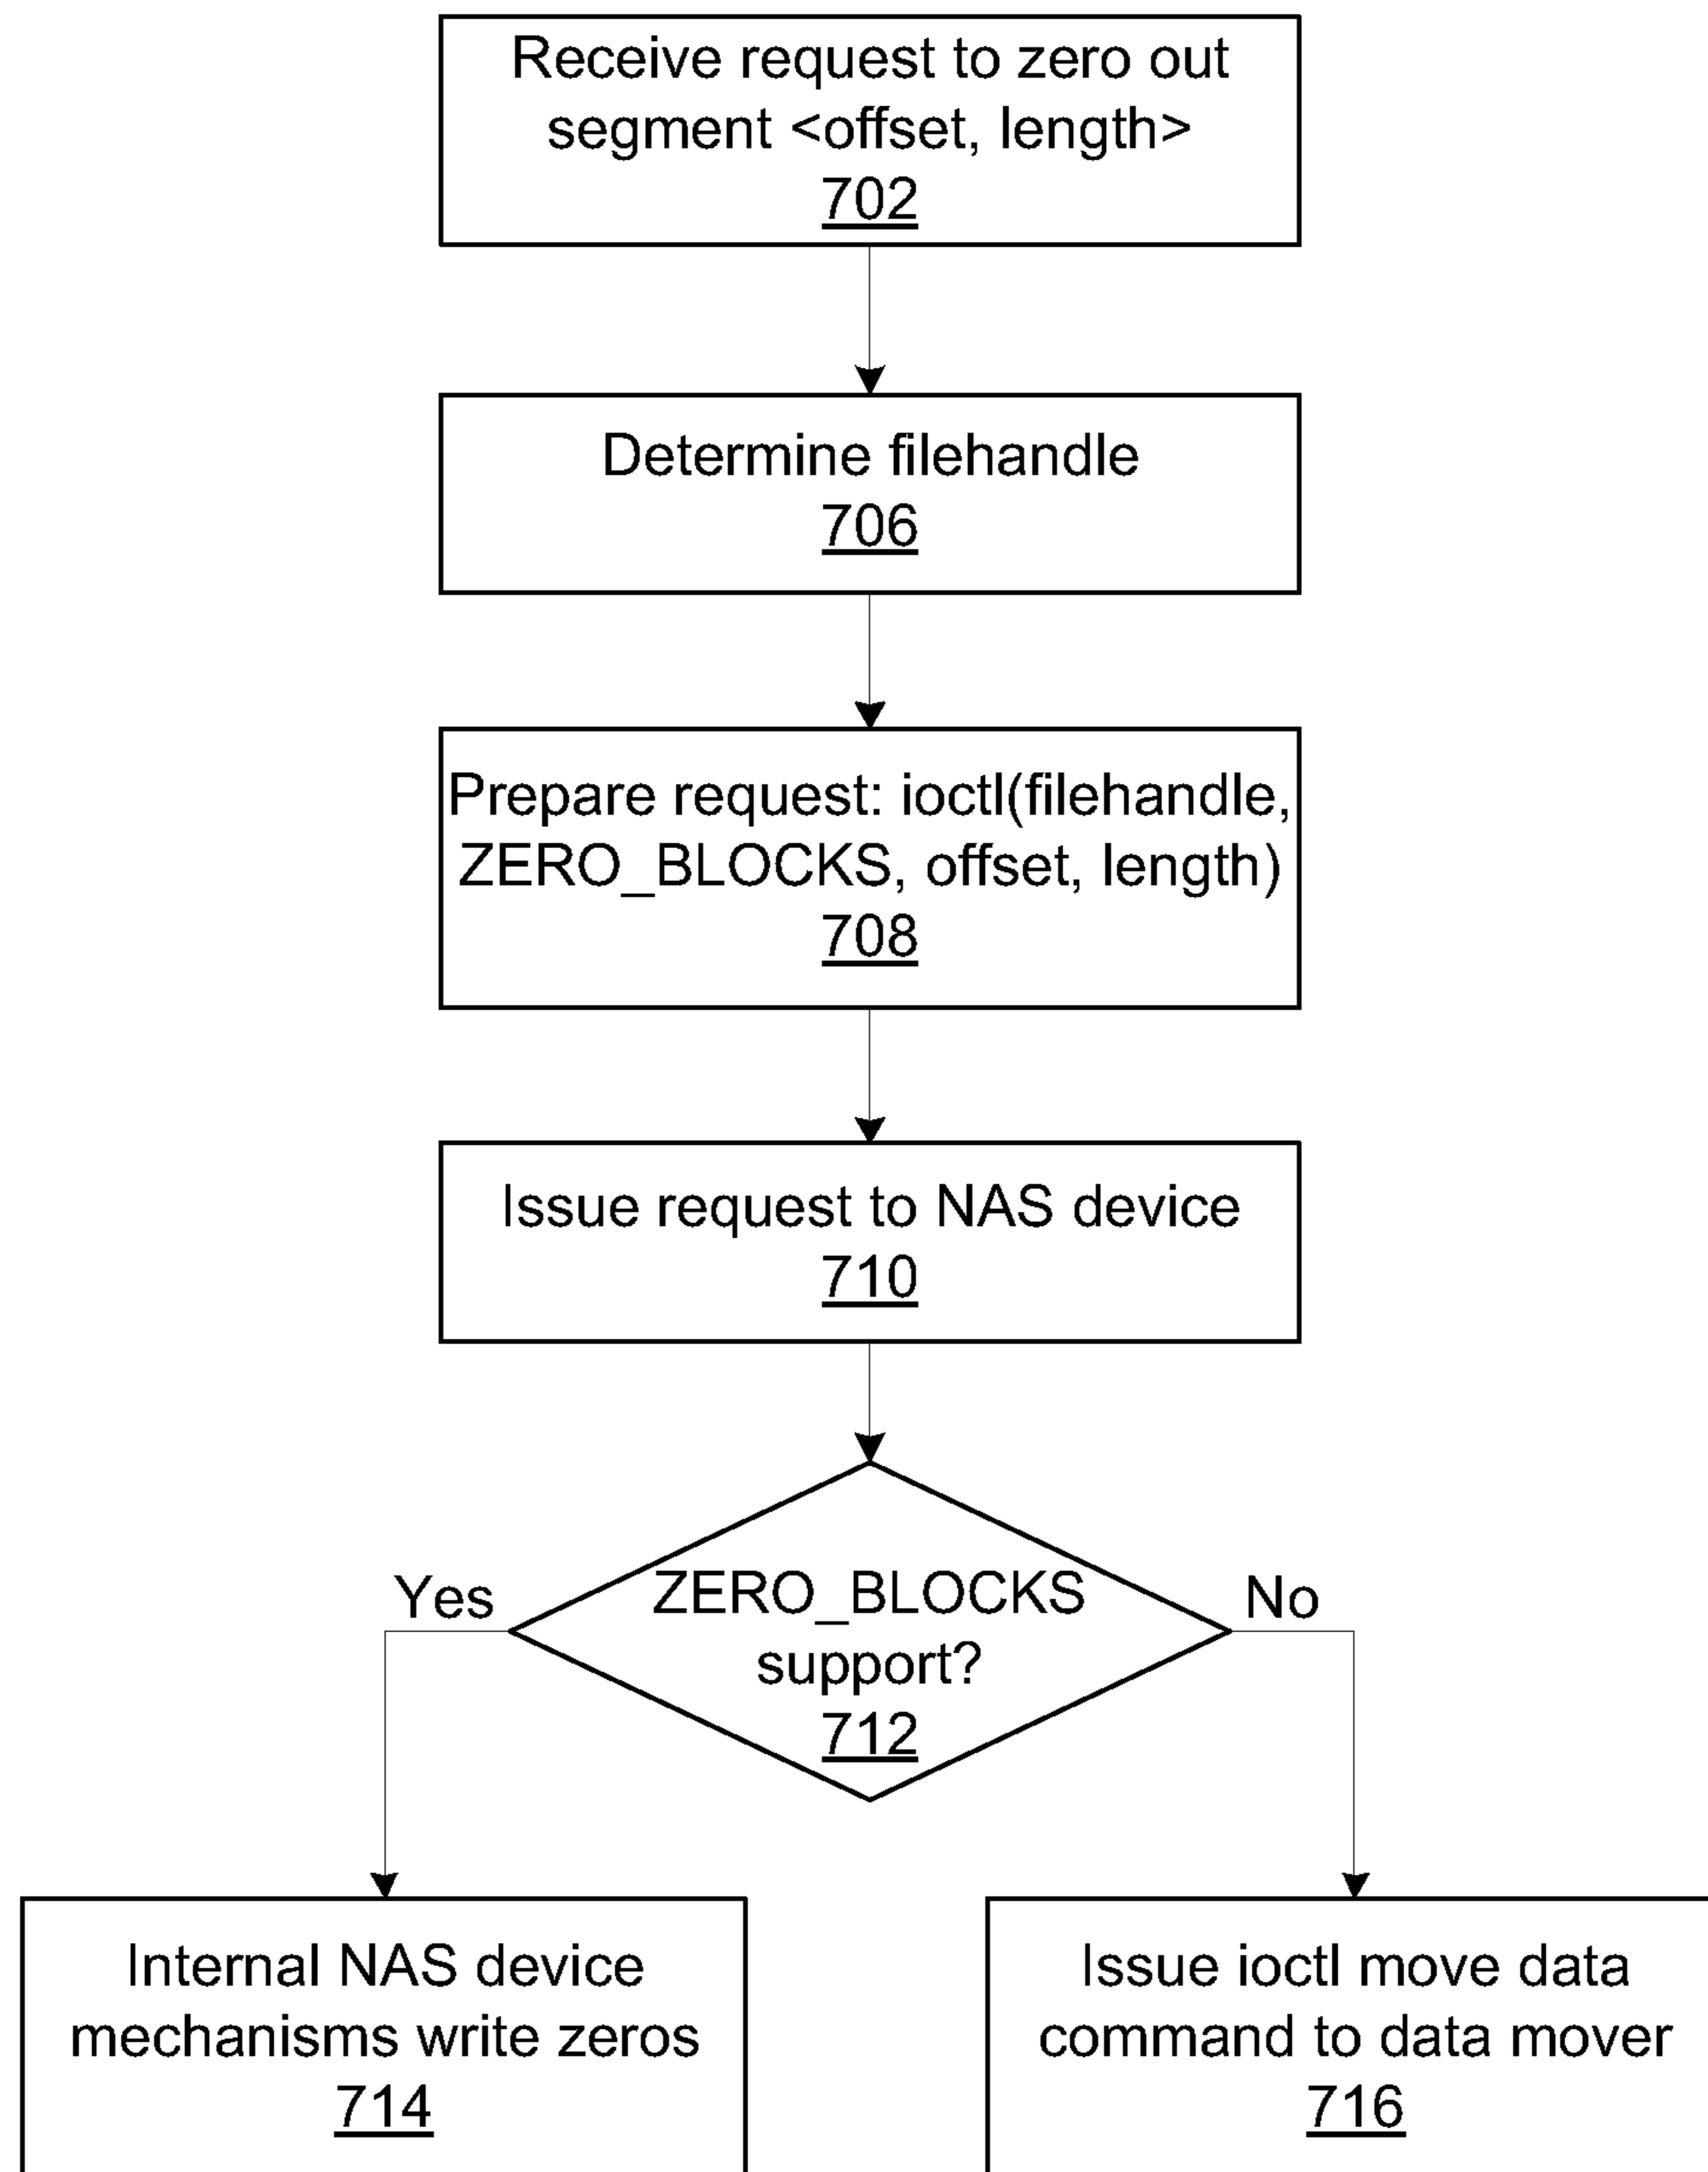 Receive request to zero out
segment <offset, length>
702
Determine filehandle
706
Prepare request: ioctl(filehandle,
ZERO_BLOCKS, offset, length)
708
Issue request to NAS device
710
ZERO_BLOCKS
support?
712
Yes
No
Internal NAS device
mechanisms write zeros
714
Issue ioctl move data
command to data mover
716